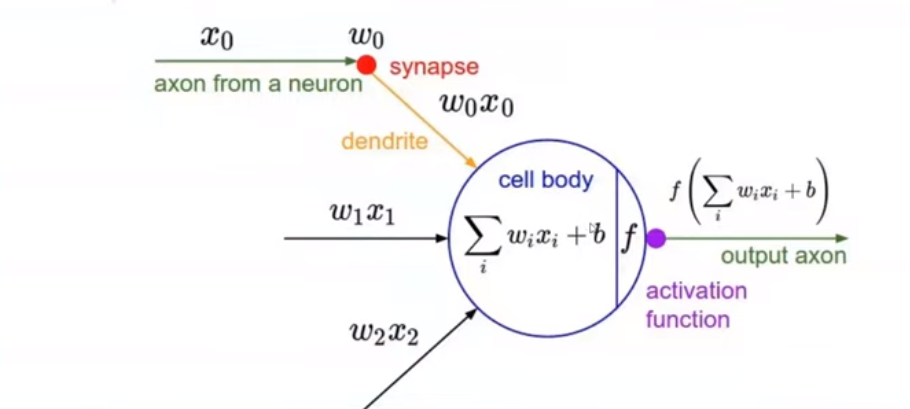 x₀
w₀
synapse
axon from a neuron
w₀x₀
dendrite
cell body
f(∑ᵢ wᵢxᵢ + b)
w₁x₁
∑ᵢ wᵢxᵢ + b
f
output axon
activation
function
w₂x₂